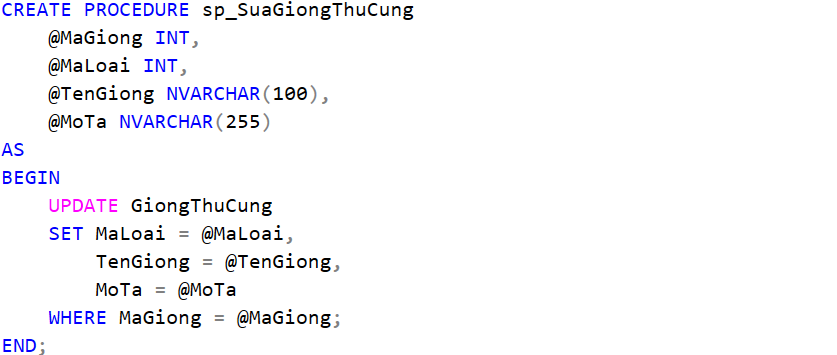 CREATE PROCEDURE sp_SuaGiongThuCung
    @MaGiong INT,
    @MaLoai INT,
    @TenGiong NVARCHAR(100),
    @MoTa NVARCHAR(255)
AS
BEGIN
    UPDATE GiongThuCung
    SET MaLoai = @MaLoai,
        TenGiong = @TenGiong,
        MoTa = @MoTa
    WHERE MaGiong = @MaGiong;
END;